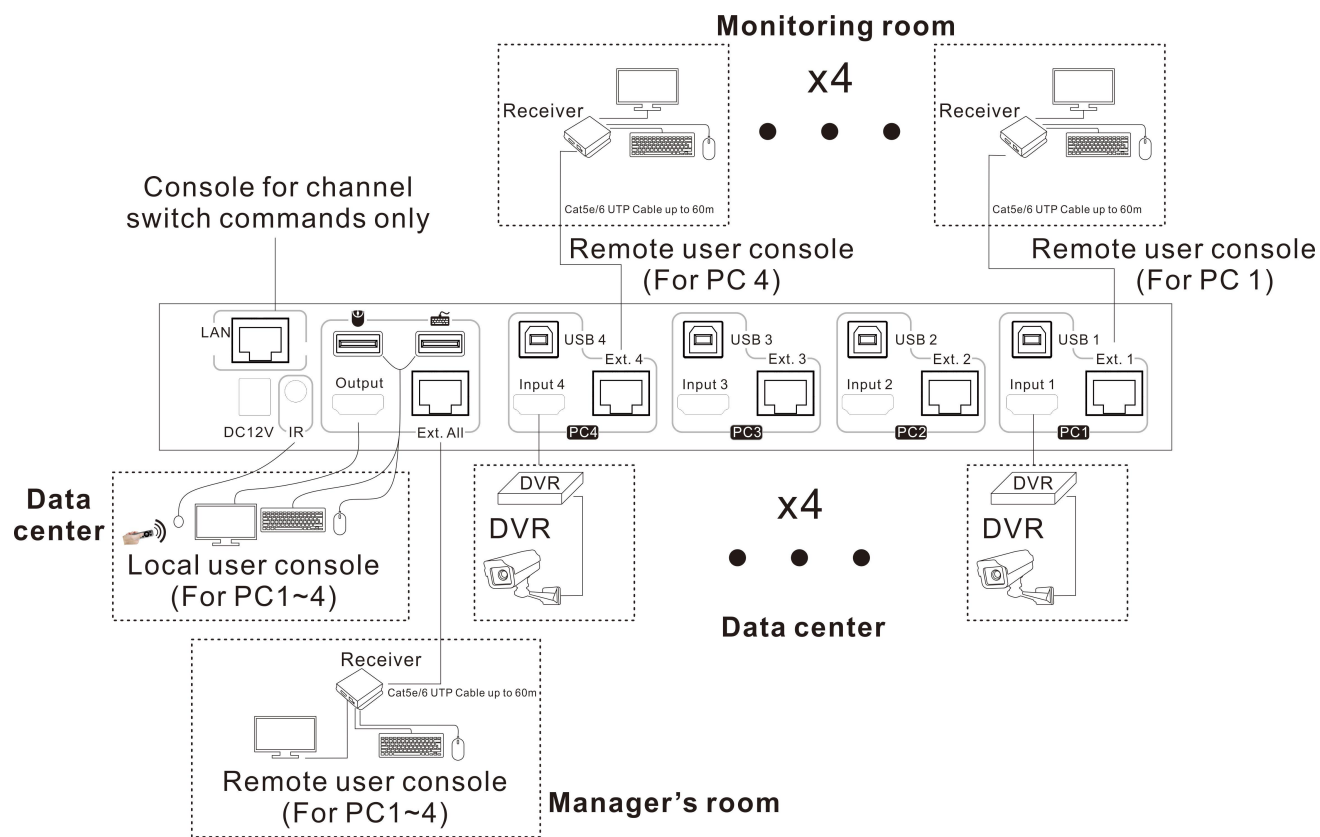 Monitoring room
x4
Receiver
Receiver
Cat5e/6 UTP Cable up to 60m
Cat5e/6 UTP Cable up to 60m
Console for channel
switch commands only
Remote user console
(For PC 4)
Remote user console
(For PC 1)
LAN
USB 4
USB 3
USB 2
USB 1
Ext. 4
Ext. 3
Ext. 2
Ext. 1
Output
Input 4
Input 3
Input 2
Input 1
DC12V
IR
Ext. All
PC4
PC3
PC2
PC1
Data
center
Local user console
(For PC1~4)
DVR
DVR
x4
DVR
DVR
Data center
Receiver
Cat5e/6 UTP Cable up to 60m
Remote user console
(For PC1~4)
Manager's room